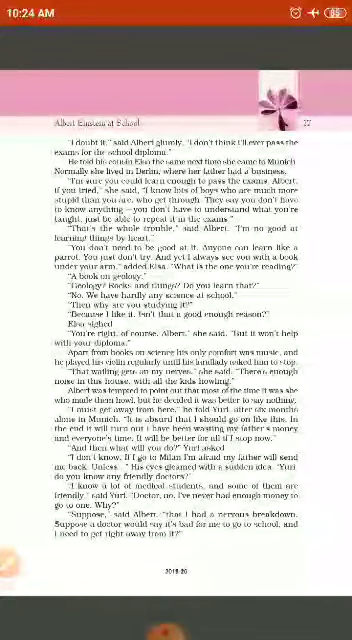 10:24 AM
85
Albert Einstein at School
27
"I doubt it," said Albert glumly. "I don't think I'll ever pass the
exams for the school diploma."
He told his cousin Elsa the same next time she came to Munich.
Normally she lived in Berlin, where her father had a business.
"I'm sure you could learn enough to pass the exams, Albert,
if you tried," she said, "I know lots of boys who are much more
stupid than you are, who get through. They say you don't have
to know anything — you don't have to understand what you're
taught, just be able to repeat it in the exams."
"That's the whole trouble," said Albert. "I'm no good at
learning things by heart."
"You don't need to be good at it. Anyone can learn like a
parrot. You just don't try. And yet I always see you with a book
under your arm," added Elsa. "What is the one you're reading?"
"A book on geology."
"Geology? Rocks and things? Do you learn that?"
"No. We have hardly any science at school."
"Then why are you studying it?"
"Because I like it. Isn't that a good enough reason?"
Elsa sighed.
"You're right, of course, Albert," she said. "But it won't help
with your diploma."
Apart from books on science his only comfort was music, and
he played his violin regularly until his landlady asked him to stop.
"That wailing gets on my nerves," she said. "There's enough
noise in this house, with all the kids howling."
Albert was tempted to point out that most of the time it was she
who made them howl, but he decided it was better to say nothing.
"I must get away from here," he told Yuri, after six months
alone in Munich. "It is absurd that I should go on like this. In
the end it will turn out I have been wasting my father's money
and everyone's time. It will be better for all if I stop now."
"And then what will you do?" Yuri asked.
"I don't know. If I go to Milan I'm afraid my father will send
me back. Unless..." His eyes gleamed with a sudden idea. "Yuri,
do you know any friendly doctors?"
"I know a lot of medical students, and some of them are
friendly," said Yuri. "Doctor, no. I've never had enough money to
go to one. Why?"
"Suppose," said Albert, "that I had a nervous breakdown.
Suppose a doctor would say it's bad for me to go to school, and
I need to get right away from it?"
2019-20